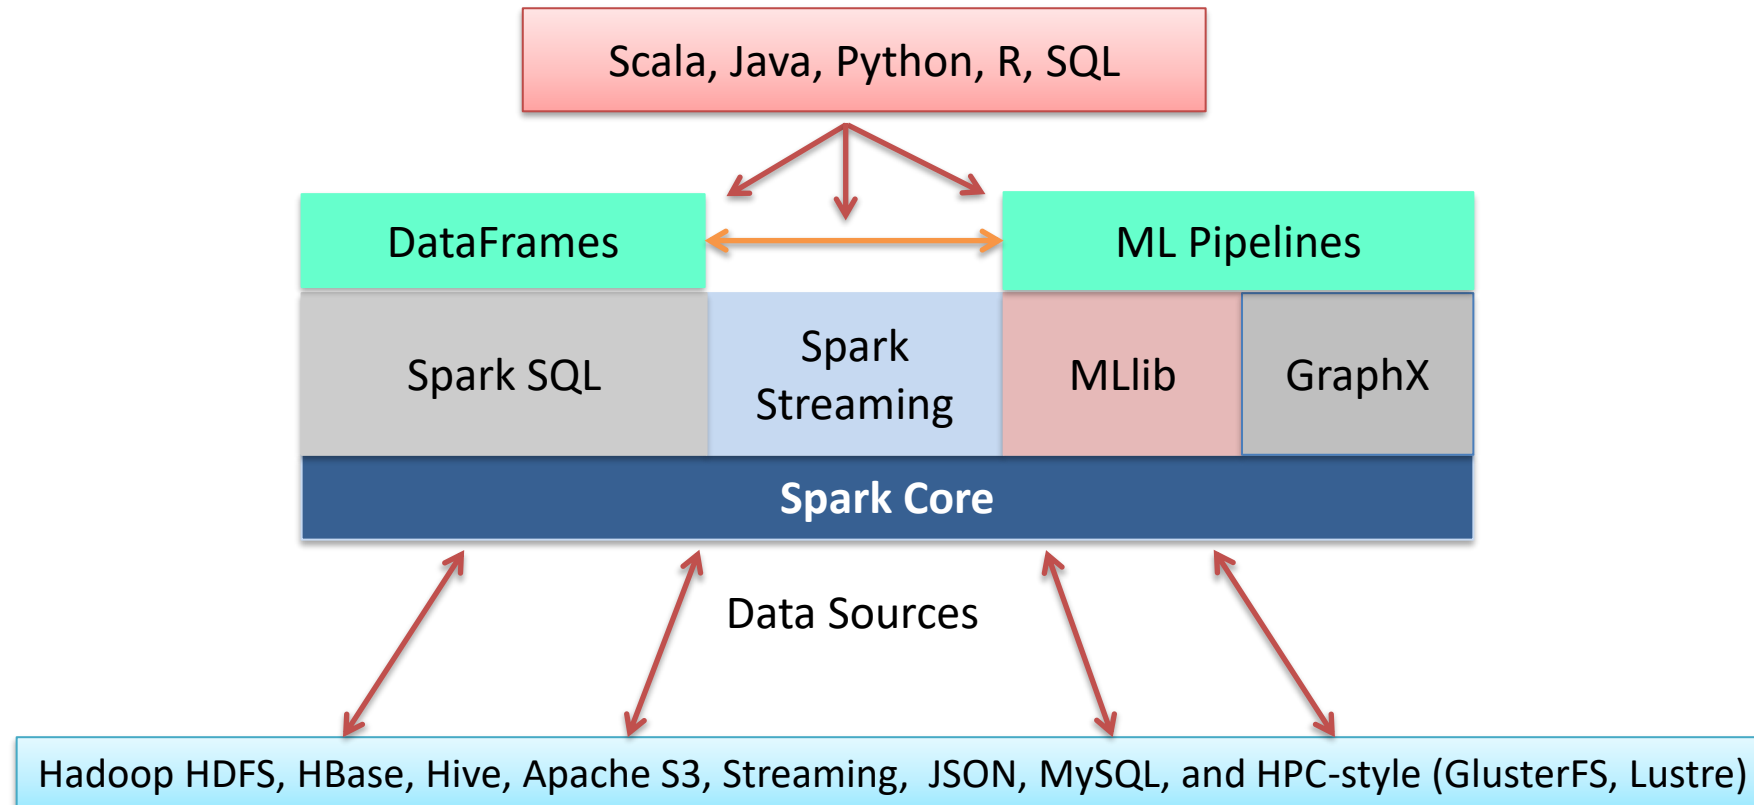 Scala, Java, Python, R, SQL
DataFrames
ML Pipelines
Spark SQL
Spark
Streaming
MLlib
GraphX
Spark Core
Data Sources
Hadoop HDFS, HBase, Hive, Apache S3, Streaming, JSON, MySQL, and HPC-style (GlusterFS, Lustre)